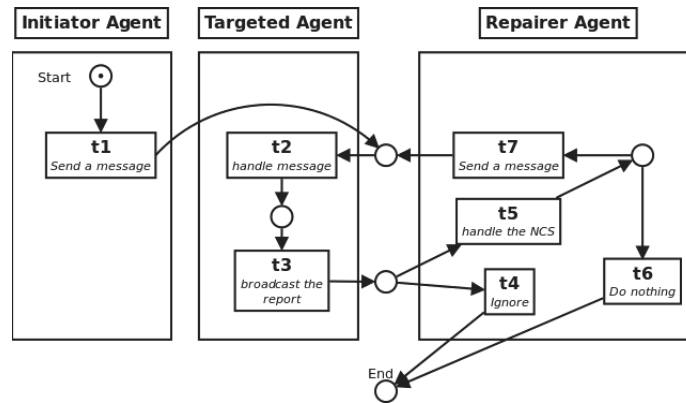 Initiator Agent
Targeted Agent
Repairer Agent
Start
t1
Send a message
t2
handle message
t7
Send a message
t5
handle the NCS
t3
broadcast the
report
t4
Ignore
t6
Do nothing
End